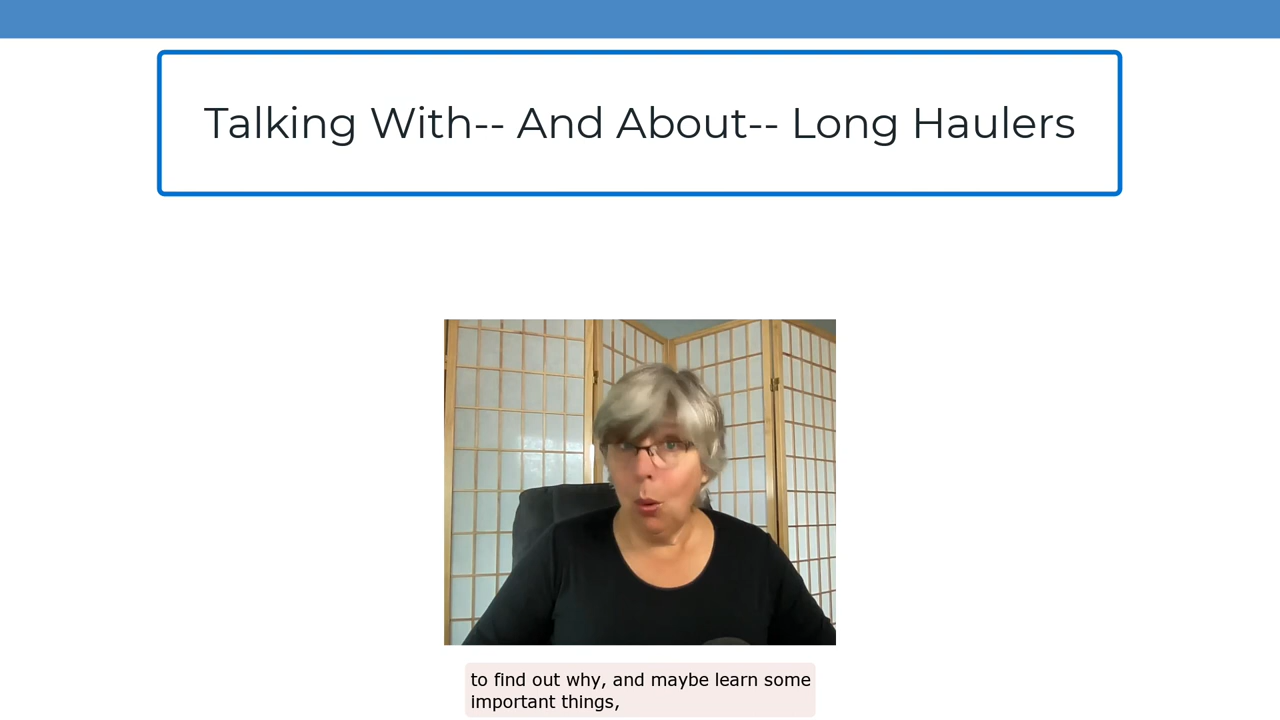 Talking With-- And About-- Long Haulers
to find out why, and maybe learn some
important things,